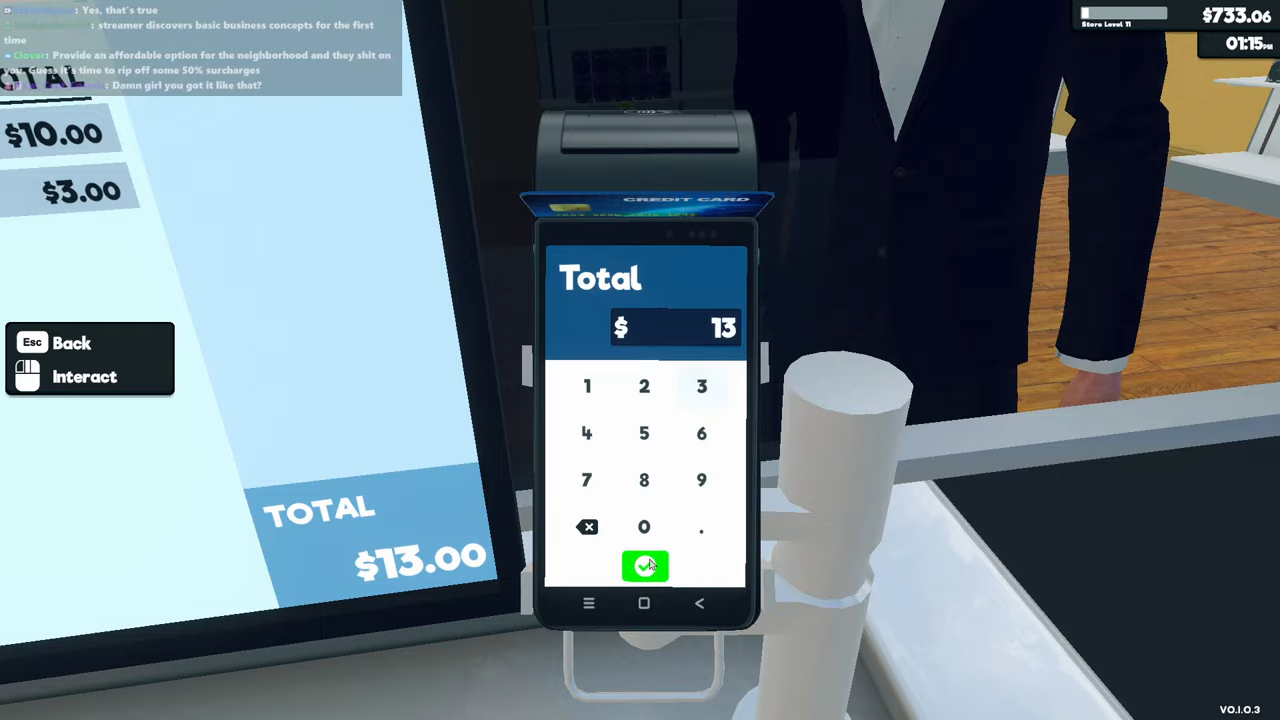 : Yes, that's true
: streamer discovers basic business concepts for the first
time
Clover: Provide an affordable option for the neighborhood and they shit on
you. Guess it's time to rip off some 50% surcharges
: Damn girl you got it like that?
OTAL
$10.00
$3.00
Esc Back
Interact
TOTAL
$13.00
CREDIT CARD
Total
$ 13
1 2 3
4 5 6
7 8 9
0 .
$733.06
Store Level 11
01:15PM
V0.1.0.3